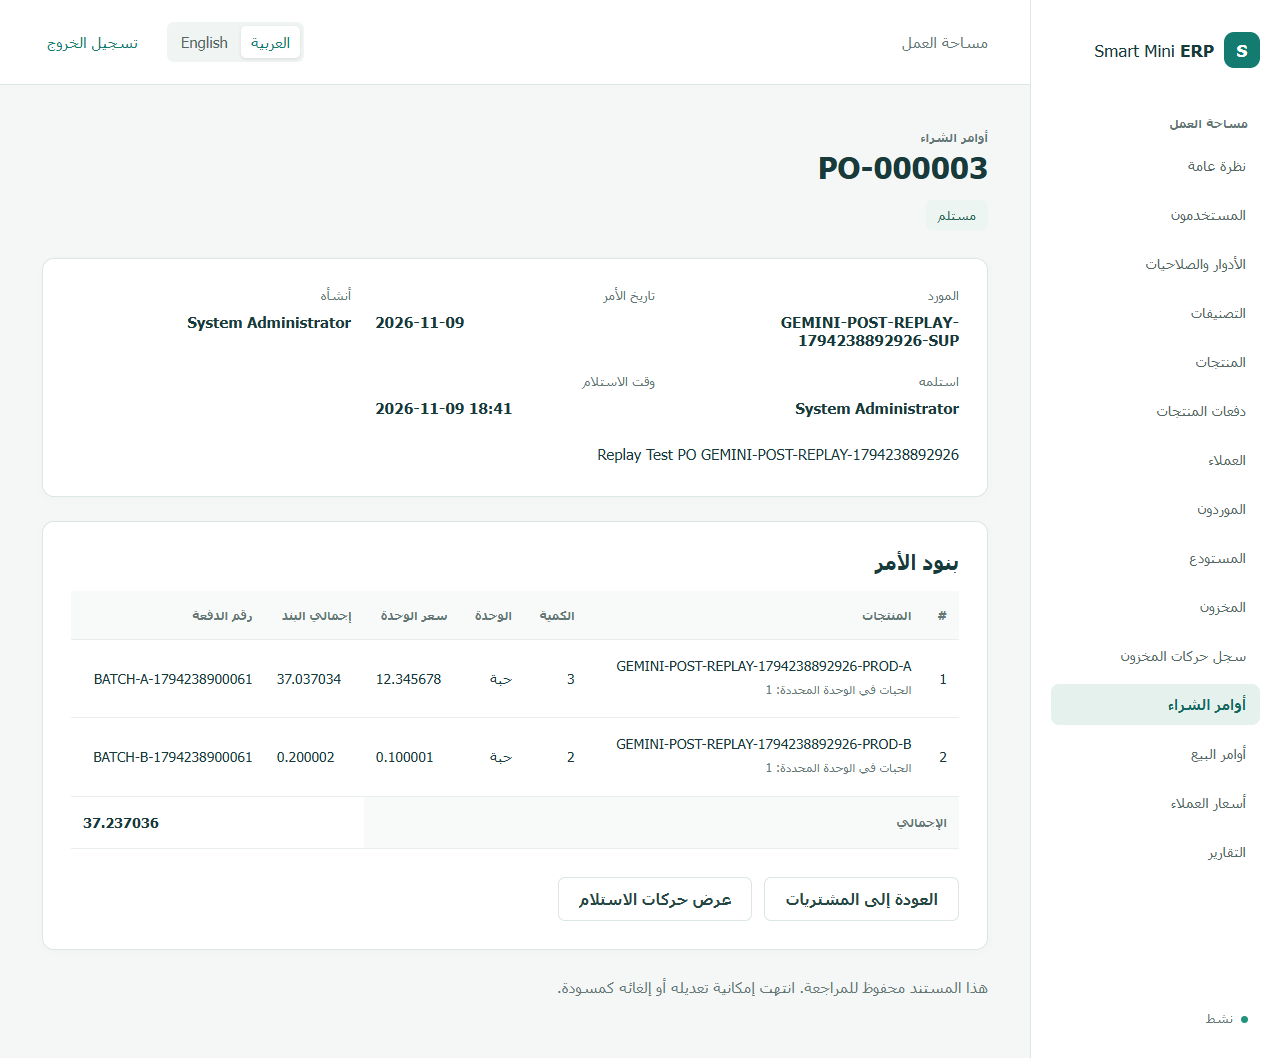 S
Smart Mini ERP
مساحة العمل
نظرة عامة
المستخدمون
الأدوار والصلاحيات
التصنيفات
المنتجات
دفعات المنتجات
العملاء
الموردون
المستودع
المخزون
سجل حركات المخزون
أوامر الشراء
أوامر البيع
أسعار العملاء
التقارير
نشط
مساحة العمل
العربية English
تسجيل الخروج
أوامر الشراء
PO-000003
مستلم
المورد تاريخ الأمر أنشأه
GEMINI-POST-REPLAY- 2026-11-09 System Administrator
1794238892926-SUP
استلمه وقت الاستلام
System Administrator 2026-11-09 18:41
Replay Test PO GEMINI-POST-REPLAY-1794238892926
بنود الأمر
# المنتجات الكمية الوحدة سعر الوحدة إجمالي البند رقم الدفعة
1 GEMINI-POST-REPLAY-1794238892926-PROD-A 3 حبة 12.345678 37.037034 BATCH-A-1794238900061
الحبات في الوحدة المحددة: 1
2 GEMINI-POST-REPLAY-1794238892926-PROD-B 2 حبة 0.100001 0.200002 BATCH-B-1794238900061
الحبات في الوحدة المحددة: 1
الإجمالي 37.237036
العودة إلى المشتريات عرض حركات الاستلام
هذا المستند محفوظ للمراجعة. انتهت إمكانية تعديله أو إلغائه كمسودة.